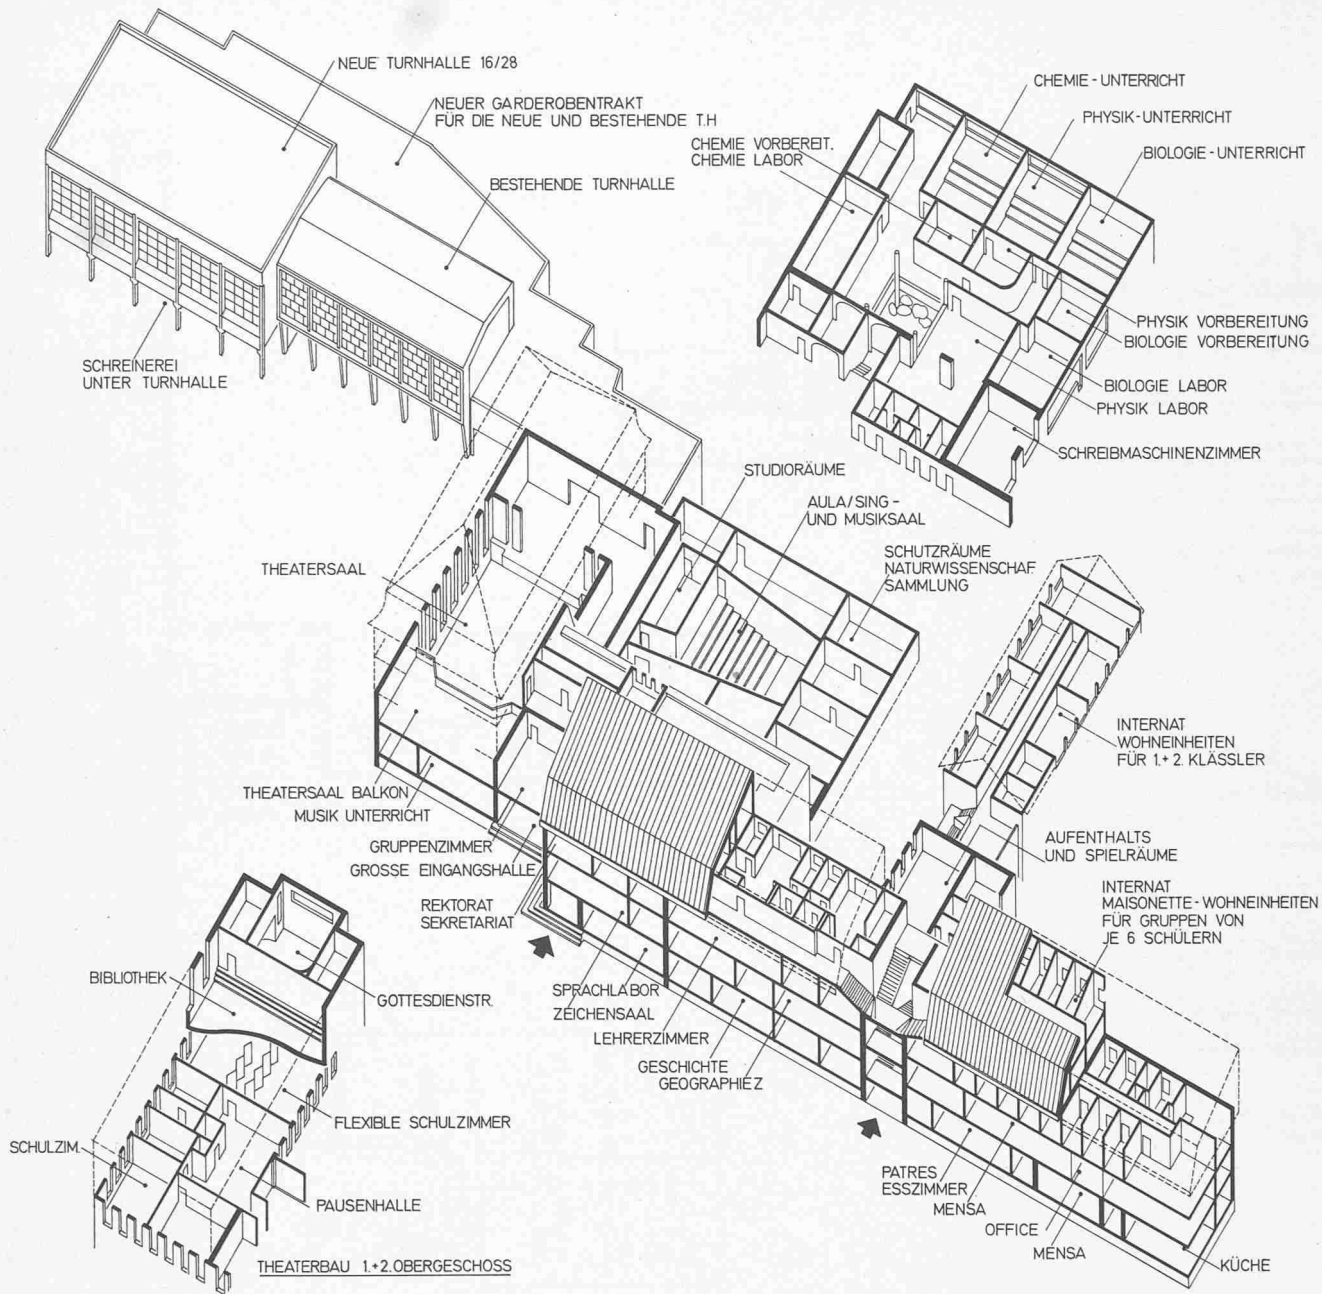 NEUE TURNHALLE 16/28
NEUER GARDEROBENTRAKT
FÜR DIE NEUE UND BESTEHENDE T.H
BESTEHENDE TURNHALLE
SCHREINEREI
UNTER TURNHALLE
CHEMIE-UNTERRICHT
PHYSIK-UNTERRICHT
BIOLOGIE-UNTERRICHT
CHEMIE VORBEREIT.
CHEMIE LABOR
PHYSIK VORBEREITUNG
BIOLOGIE VORBEREITUNG
BIOLOGIE LABOR
PHYSIK LABOR
SCHREIBMASCHINENZIMMER
STUDIORÄUME
AULA/SING-
UND MUSIKSAAL
SCHUTZRÄUME
NATURWISSENSCHAF.
SAMMLUNG
THEATERSAAL
INTERNAT
WOHNEINHEITEN
FÜR 1.+ 2. KLÄSSLER
THEATERSAAL BALKON
MUSIK UNTERRICHT
GRUPPENZIMMER
GROSSE EINGANGSHALLE
AUFENTHALTS
UND SPIELRÄUME
INTERNAT
MAISONETTE-WOHNEINHEITEN
FÜR GRUPPEN VON
JE 6 SCHÜLERN
REKTORAT
SEKRETARIAT
BIBLIOTHEK
GOTTESDIENSTR.
SPRACHLABOR
ZEICHENSAAL
LEHRERZIMMER
GESCHICHTE
GEOGRAPHIEZ
FLEXIBLE SCHULZIMMER
SCHULZIM.
PAUSENHALLE
PATRES
ESSZIMMER
MENSA
OFFICE
MENSA
KÜCHE
THEATERBAU 1.+2.OBERGESCHOSS